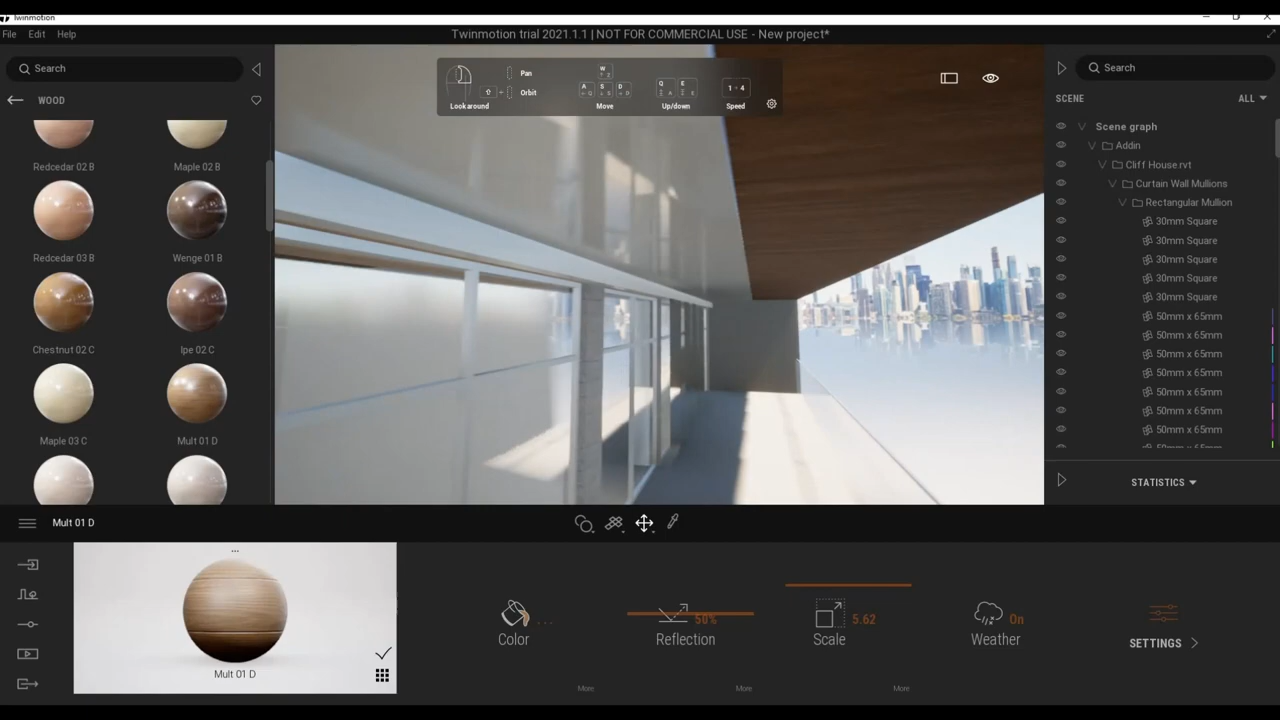 Twinmotion
File Edit Help
Twinmotion trial 2021.1.1 | NOT FOR COMMERCIAL USE - New project*
Search
WOOD
Redcedar 02 B
Maple 02 B
Redcedar 03 B
Wenge 01 B
Chestnut 02 C
Ipe 02 C
Maple 03 C
Mult 01 D
Look around
Pan
Orbit
W
A S D
Move
Q E
Up/down
1 - 4
Speed
Search
SCENE
ALL
Scene graph
Addin
Cliff House.rvt
Curtain Wall Mullions
Rectangular Mullion
30mm Square
30mm Square
30mm Square
30mm Square
30mm Square
50mm x 65mm
50mm x 65mm
50mm x 65mm
50mm x 65mm
50mm x 65mm
50mm x 65mm
50mm x 65mm
50mm x 65mm
STATISTICS
Mult 01 D
...
Mult 01 D
Color
...
50%
Reflection
5.62
Scale
On
Weather
SETTINGS
More
More
More